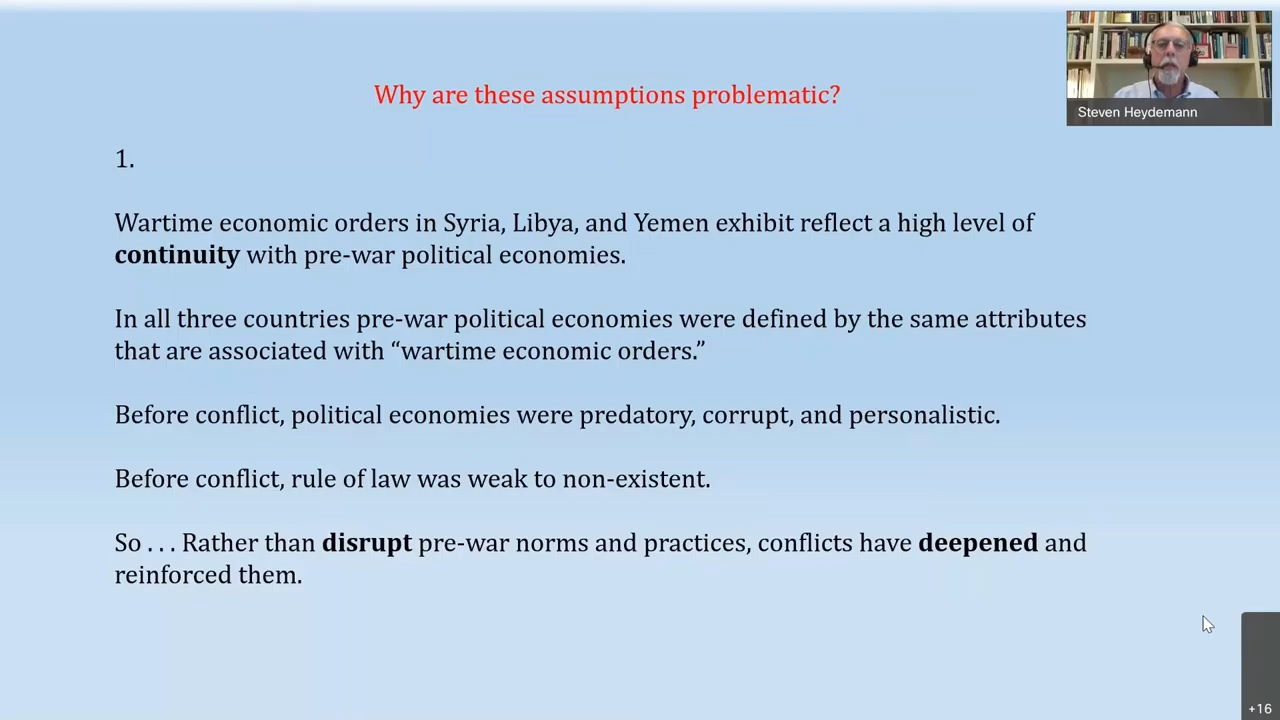 Why are these assumptions problematic?
Steven Heydemann
1.
Wartime economic orders in Syria, Libya, and Yemen exhibit reflect a high level of
continuity with pre-war political economies.
In all three countries pre-war political economies were defined by the same attributes
that are associated with “wartime economic orders.”
Before conflict, political economies were predatory, corrupt, and personalistic.
Before conflict, rule of law was weak to non-existent.
So . . . Rather than disrupt pre-war norms and practices, conflicts have deepened and
reinforced them.
+16